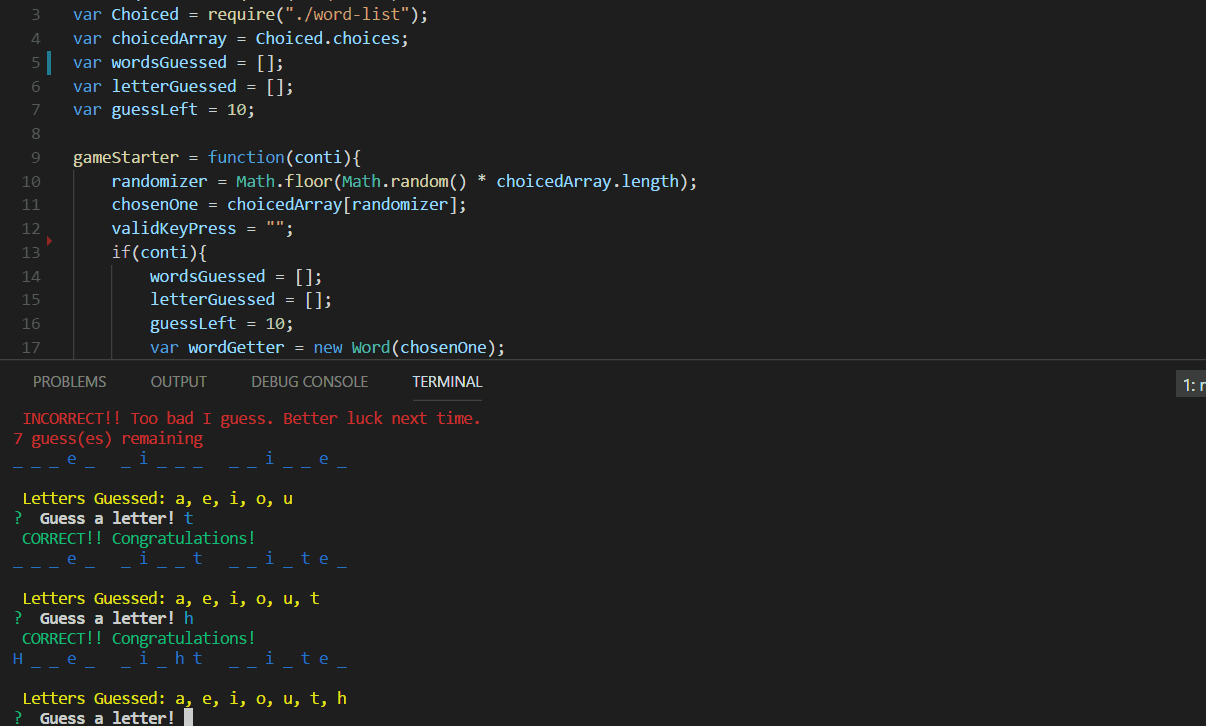 3 var Choiced = require("./word-list");
4 var choicedArray = Choiced.choices;
5 var wordsGuessed = [];
6 var letterGuessed = [];
7 var guessLeft = 10;
8
9 gameStarter = function(conti){
10 randomizer = Math.floor(Math.random() * choicedArray.length);
11 chosenOne = choicedArray[randomizer];
12 validKeyPress = "";
13 if(conti){
14 wordsGuessed = [];
15 letterGuessed = [];
16 guessLeft = 10;
17 var wordGetter = new Word(chosenOne);
PROBLEMS OUTPUT DEBUG CONSOLE TERMINAL 1:
INCORRECT!! Too bad I guess. Better luck next time.
7 guess(es) remaining
_ _ _ e _   _ i _ _ _   _ _ i _ _ e _
Letters Guessed: a, e, i, o, u
? Guess a letter! t
CORRECT!! Congratulations!
_ _ _ e _   _ i _ _ t   _ _ i _ t e _
Letters Guessed: a, e, i, o, u, t
? Guess a letter! h
CORRECT!! Congratulations!
H _ _ e _   _ i _ h t   _ _ i _ t e _
Letters Guessed: a, e, i, o, u, t, h
? Guess a letter!